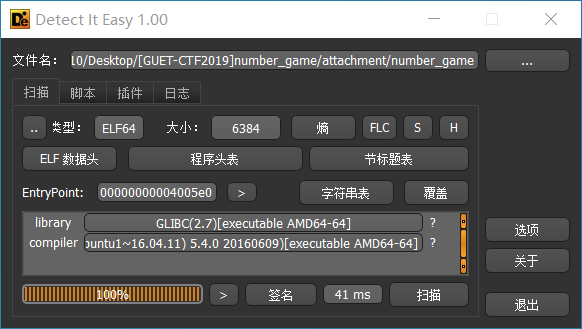 Detect It Easy 1.00
文件名: 10/Desktop/[GUET-CTF2019]number_game/attachment/number_game ...
扫描 脚本 插件 日志
.. 类型: ELF64 大小: 6384 熵 FLC S H
ELF 数据头 程序头表 节标题表
EntryPoint: 00000000004005e0 > 字符串表 覆盖
library GLIBC(2.7)[executable AMD64-64] ?
compiler buntu1~16.04.11) 5.4.0 20160609)[executable AMD64-64] ?
选项
关于
100% > 签名 41 ms 扫描 退出